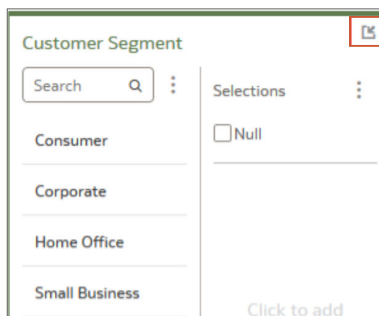 Customer Segment
Search
Consumer
Corporate
Home Office
Small Business
Selections
Null
Click to add